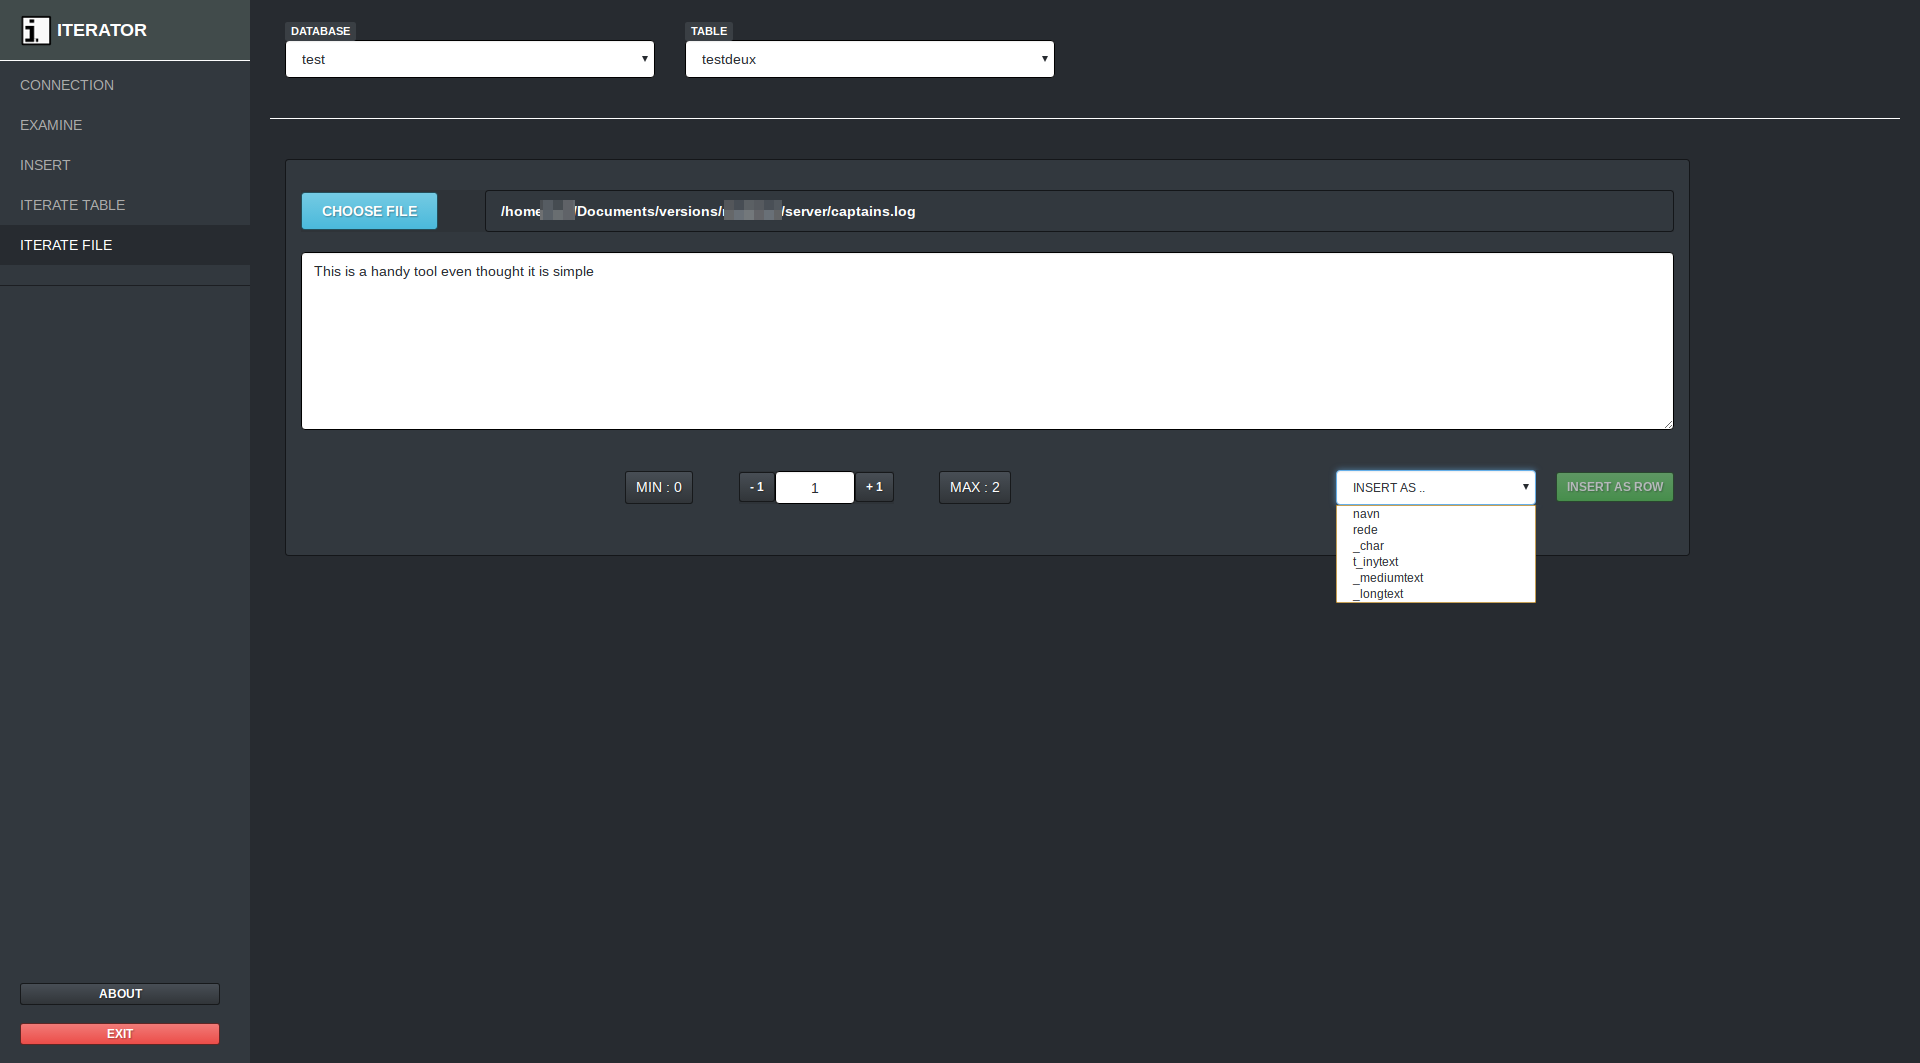 ITERATOR
CONNECTION
EXAMINE
INSERT
ITERATE TABLE
ITERATE FILE
ABOUT
EXIT
DATABASE
test
TABLE
testdeux
CHOOSE FILE
/home /Documents/versions/ /server/captains.log
This is a handy tool even thought it is simple
MIN : 0
- 1
1
+ 1
MAX : 2
INSERT AS ..
INSERT AS ROW
navn
rede
_char
t_inytext
_mediumtext
_longtext